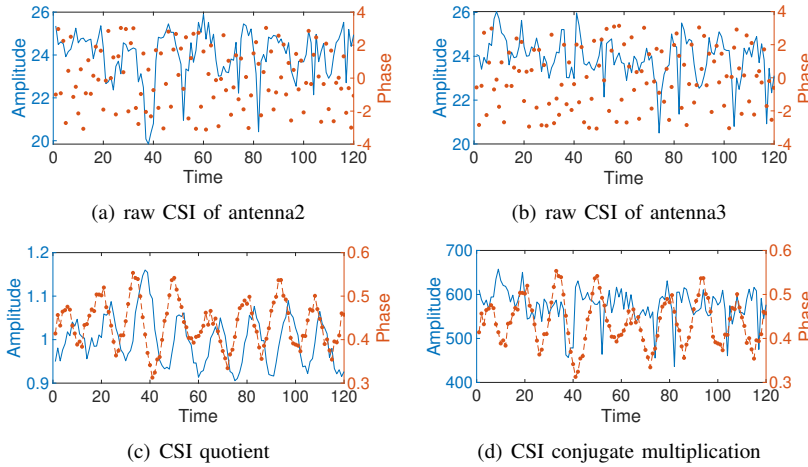 26
24
22
20
Amplitude
4
2
0
-2
-4
Phase
0 20 40 60 80 100 120
Time
(a) raw CSI of antenna2
26
24
22
20
Amplitude
4
2
0
-2
-4
Phase
0 20 40 60 80 100 120
Time
(b) raw CSI of antenna3
1.2
1.1
1
0.9
Amplitude
0.6
0.5
0.4
0.3
Phase
0 20 40 60 80 100 120
Time
(c) CSI quotient
700
600
500
400
Amplitude
0.6
0.5
0.4
0.3
Phase
0 20 40 60 80 100 120
Time
(d) CSI conjugate multiplication